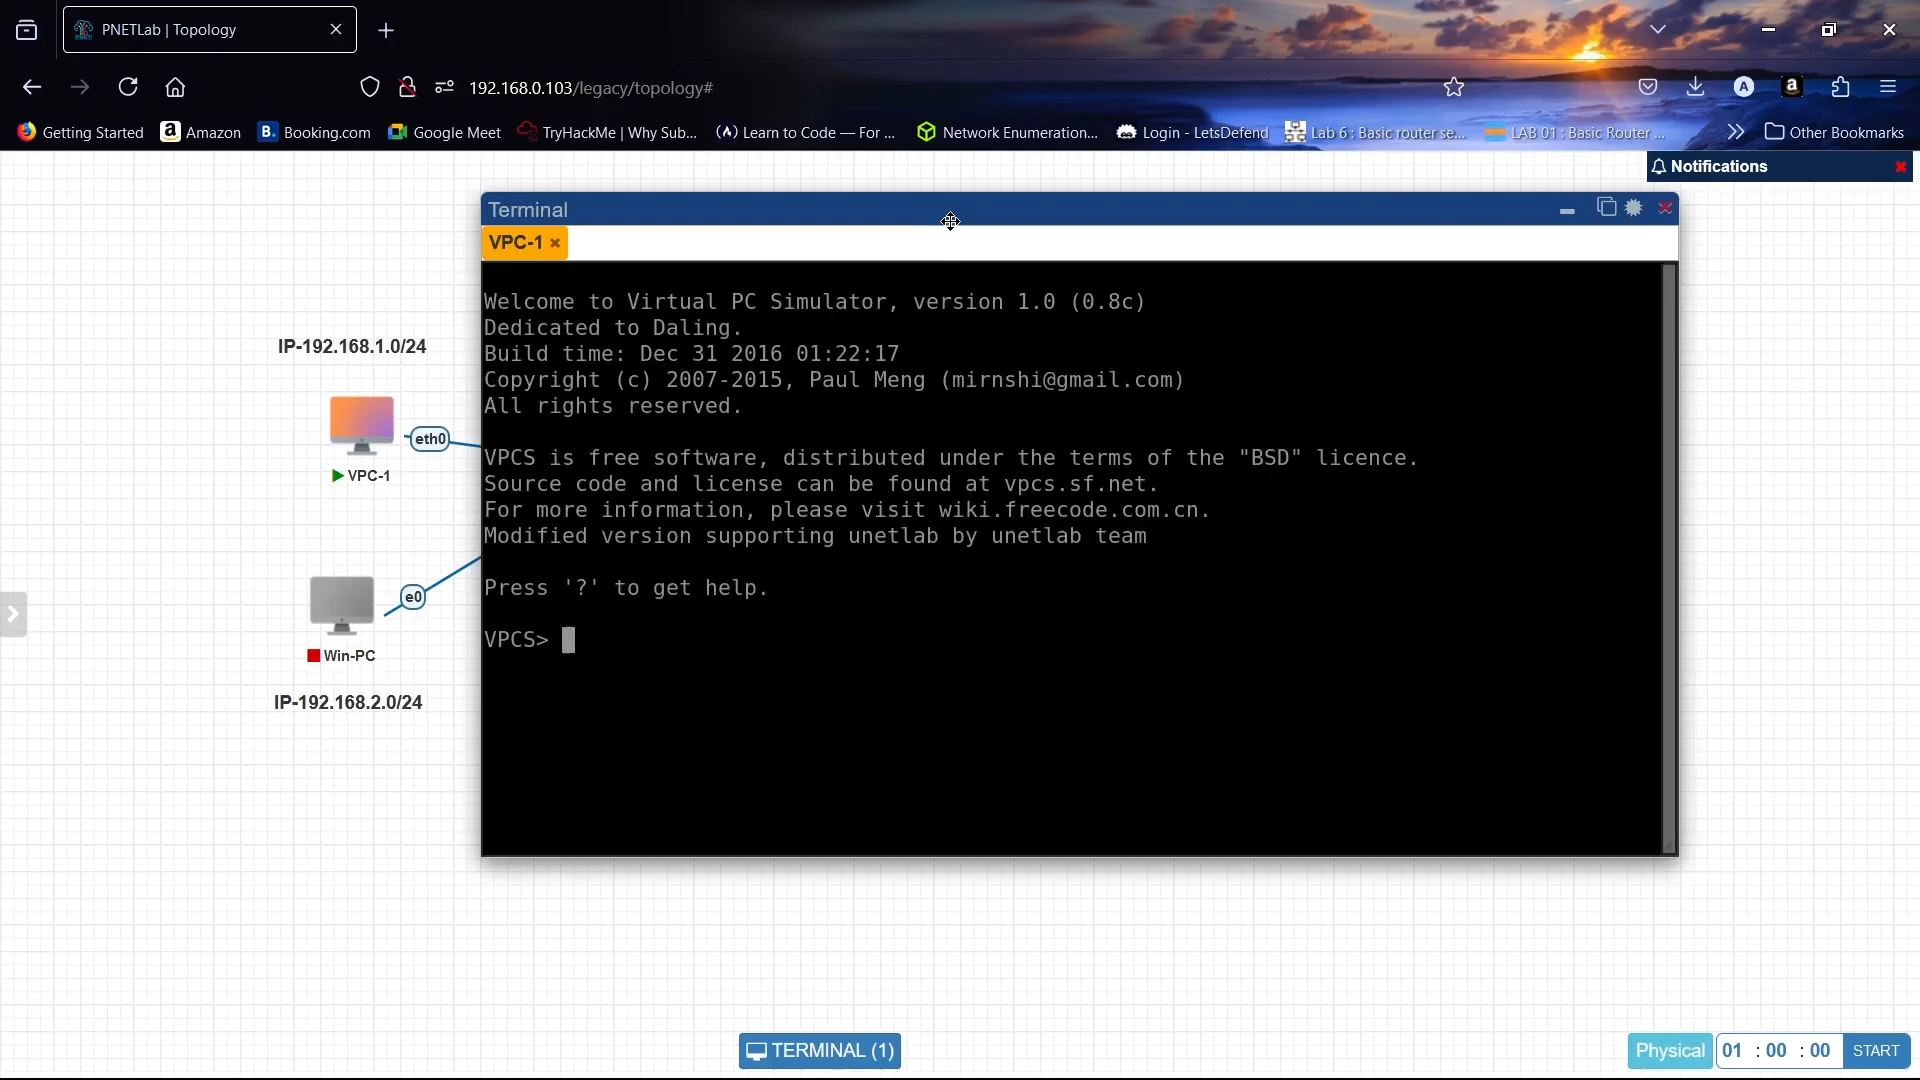 PNETLab | Topology
192.168.0.103/legacy/topology#
Getting Started
a Amazon
B. Booking.com
Google Meet
TryHackMe | Why Sub...
Learn to Code — For ...
Network Enumeration...
Login - LetsDefend
Lab 6 : Basic router se...
LAB 01 : Basic Router ...
Other Bookmarks
A
a
Notifications
Terminal
VPC-1
Welcome to Virtual PC Simulator, version 1.0 (0.8c)
Dedicated to Daling.
Build time: Dec 31 2016 01:22:17
Copyright (c) 2007-2015, Paul Meng (mirnshi@gmail.com)
All rights reserved.
VPCS is free software, distributed under the terms of the "BSD" licence.
Source code and license can be found at vpcs.sf.net.
For more information, please visit wiki.freecode.com.cn.
Modified version supporting unetlab by unetlab team
Press '?' to get help.
VPCS>
IP-192.168.1.0/24
eth0
VPC-1
e0
Win-PC
IP-192.168.2.0/24
TERMINAL (1)
Physical
01 : 00 : 00
START